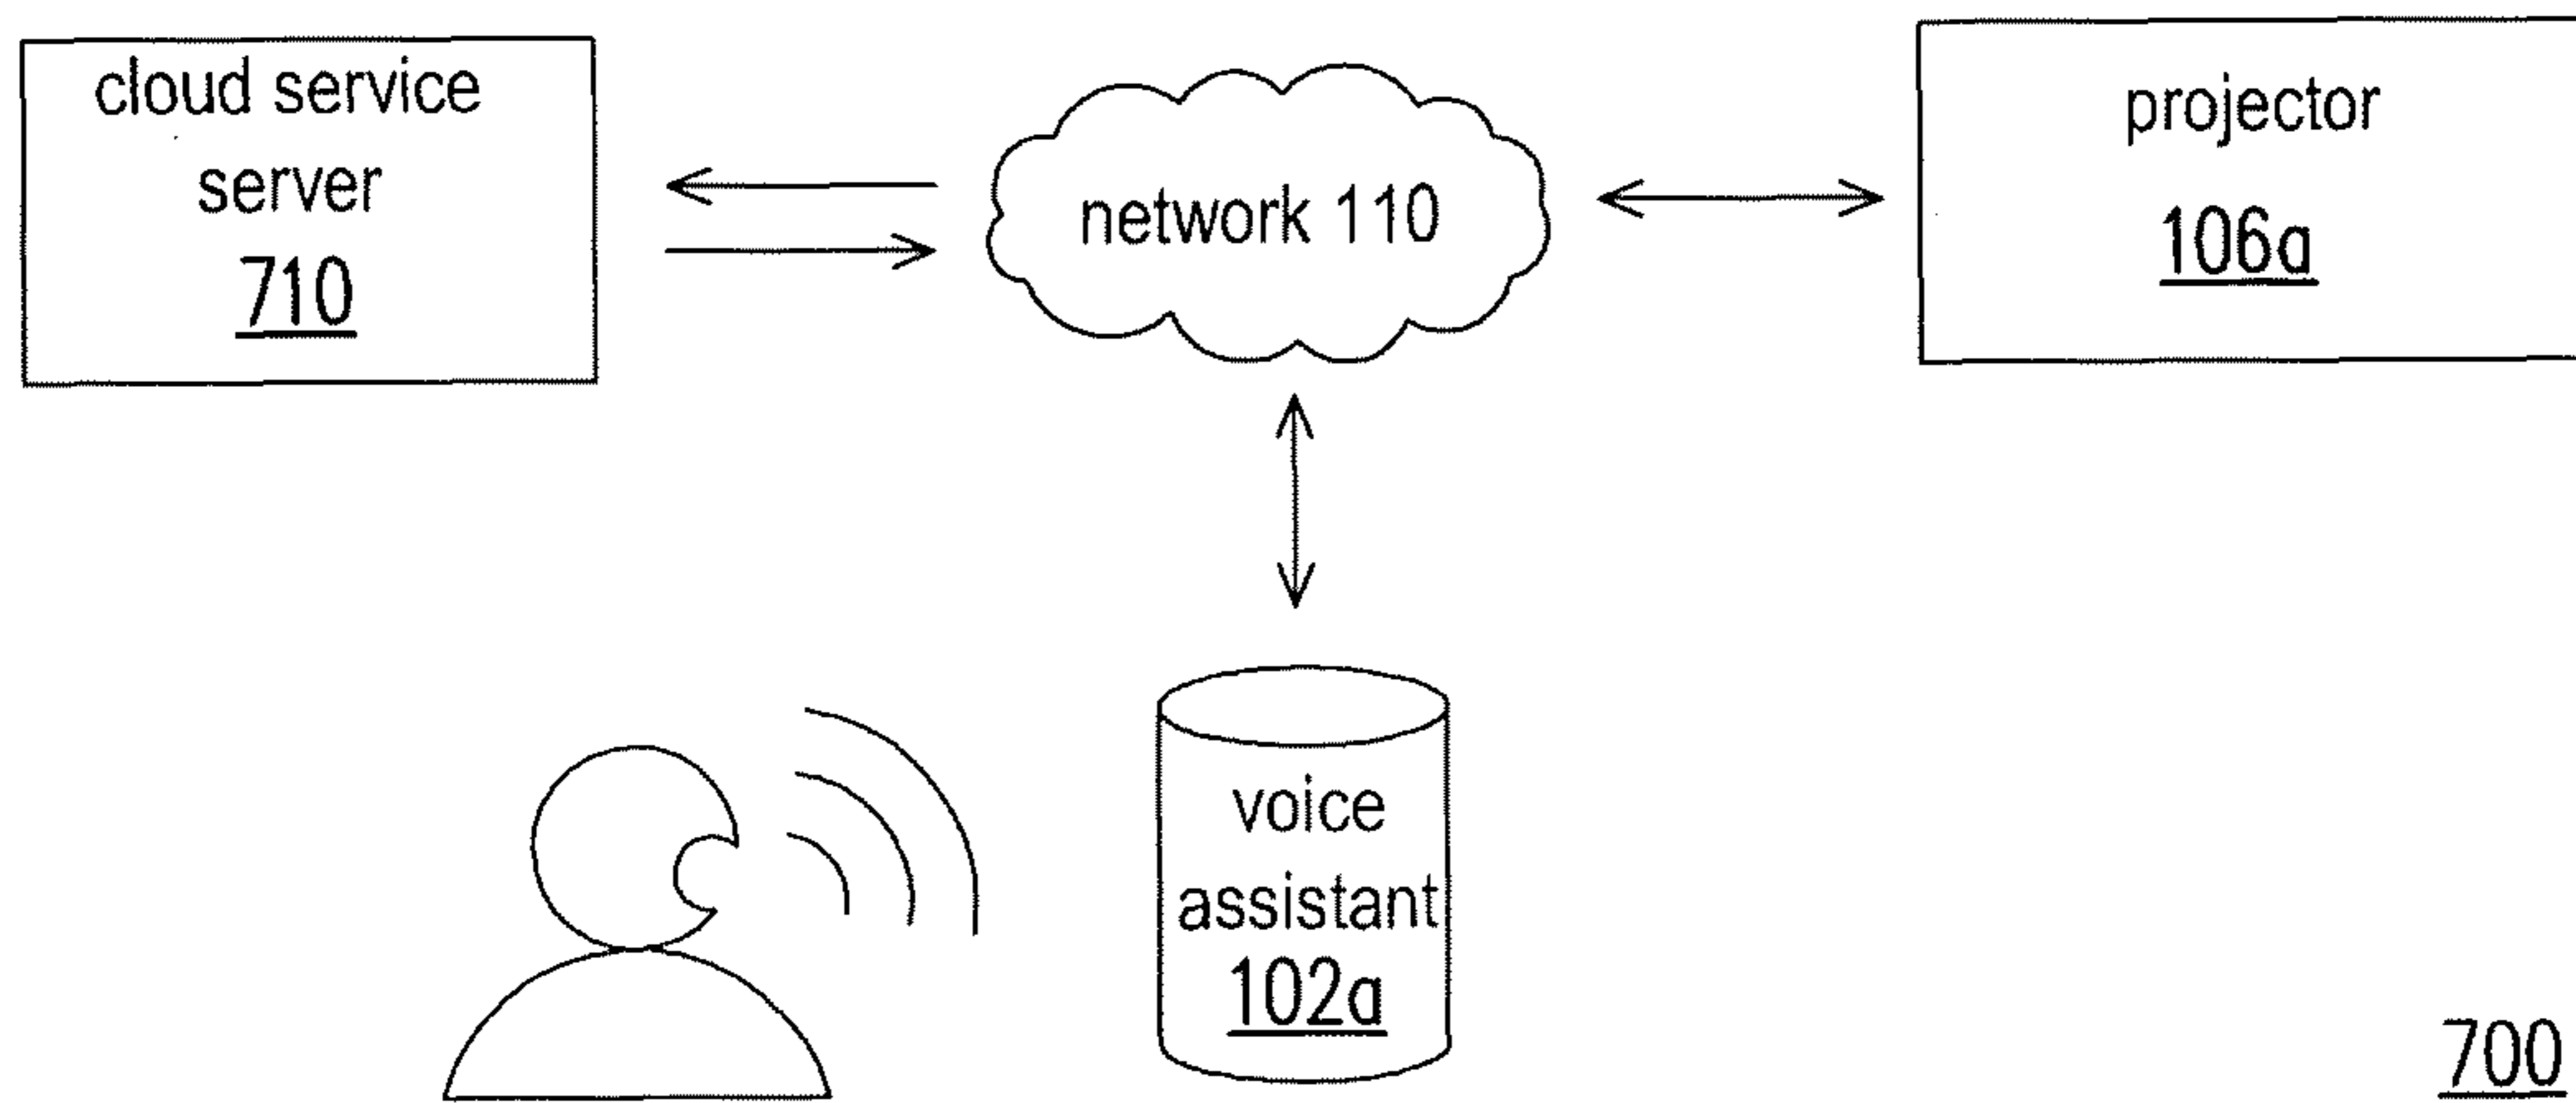 cloud service
server
710
network 110
projector
106a
voice
assistant
102a
700